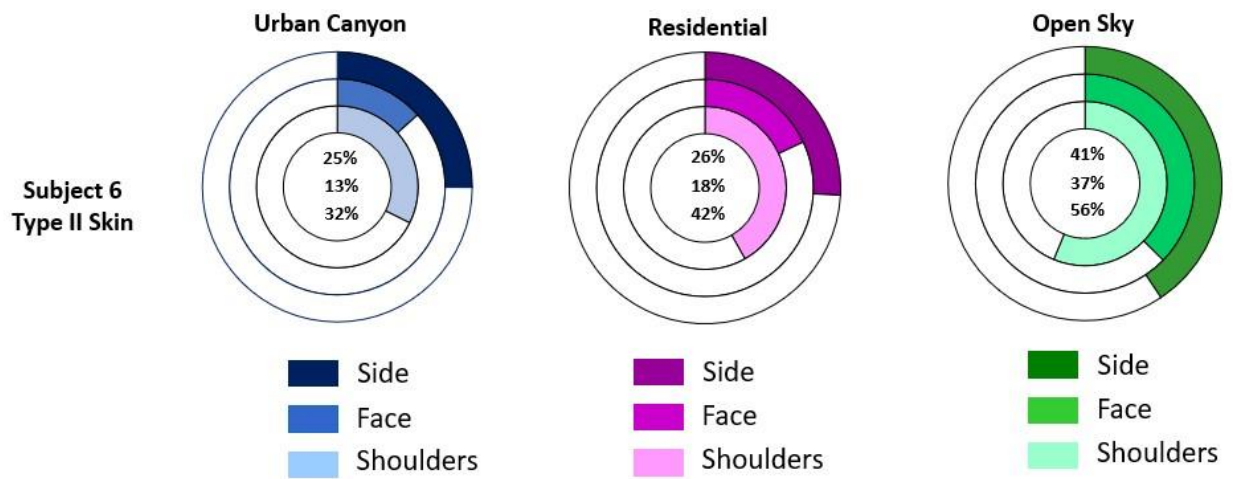 Urban Canyon
Residential
Open Sky
Subject 6
Type II Skin
25%
13%
32%
26%
18%
42%
41%
37%
56%
Side
Face
Shoulders
Side
Face
Shoulders
Side
Face
Shoulders